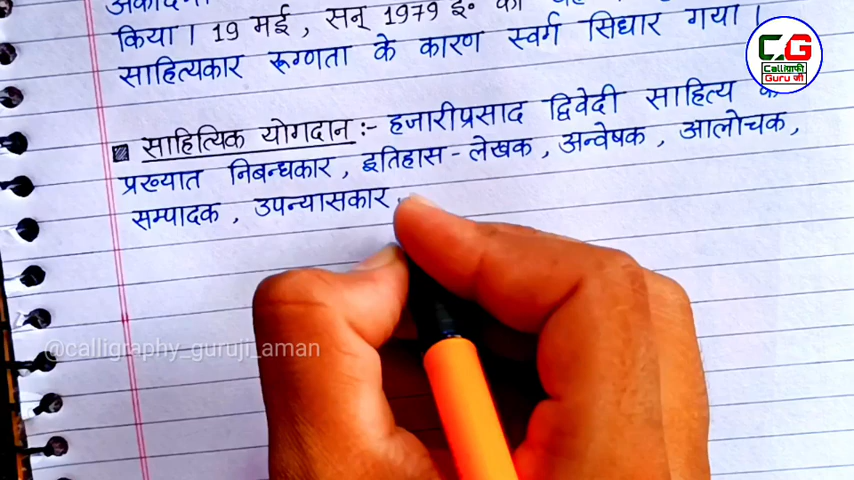 किया । 19 मई , सन् 1979 ई० को
साहित्यकार रूग्णता के कारण स्वर्ग सिधार गया ।
साहित्यिक योगदान :- हजारीप्रसाद द्विवेदी साहित्य के
प्रख्यात निबन्धकार , इतिहास - लेखक , अन्वेषक , आलोचक ,
सम्पादक , उपन्यासकार
CG
Calliग्राफी
Guru जी
@calligraphy_guruji_aman